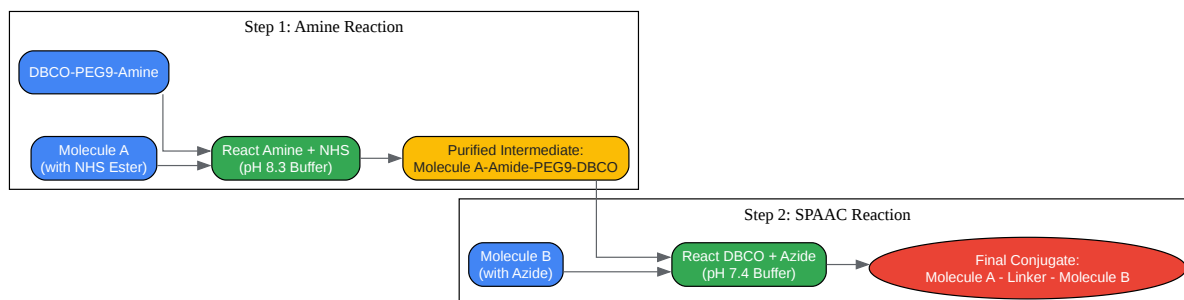 Step 1: Amine Reaction
DBCO-PEG9-Amine
Molecule A
(with NHS Ester)
React Amine + NHS
(pH 8.3 Buffer)
Purified Intermediate:
Molecule A-Amide-PEG9-DBCO
Step 2: SPAAC Reaction
Molecule B
(with Azide)
React DBCO + Azide
(pH 7.4 Buffer)
Final Conjugate:
Molecule A - Linker - Molecule B